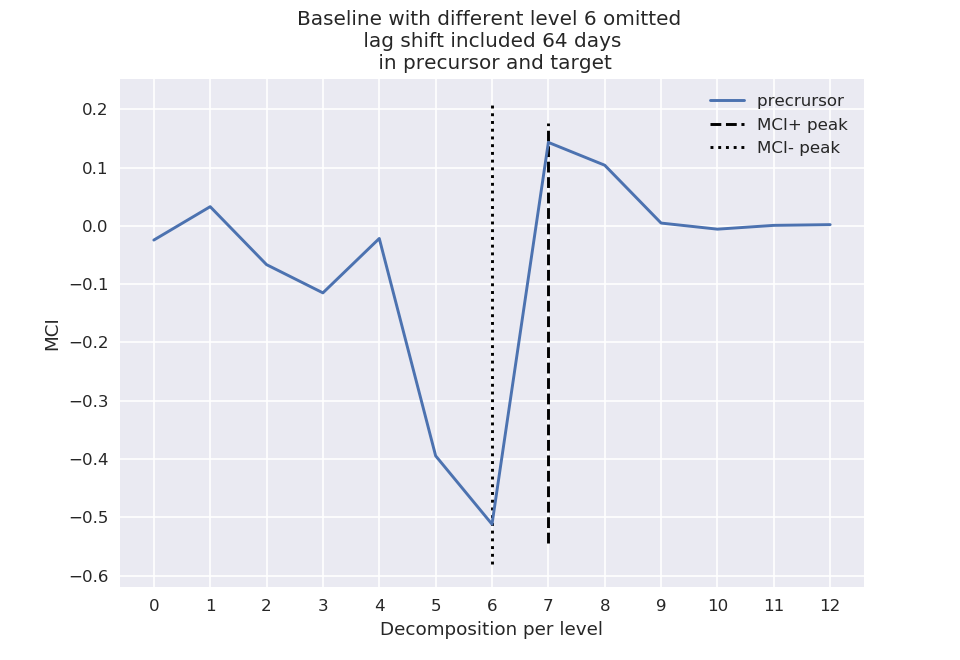 Baseline with different level 6 omitted
lag shift included 64 days
in precursor and target
precrursor
MCI+ peak
MCI- peak
0.2
0.1
0.0
−0.1
−0.2
−0.3
−0.4
−0.5
−0.6
MCI
0 1 2 3 4 5 6 7 8 9 10 11 12
Decomposition per level